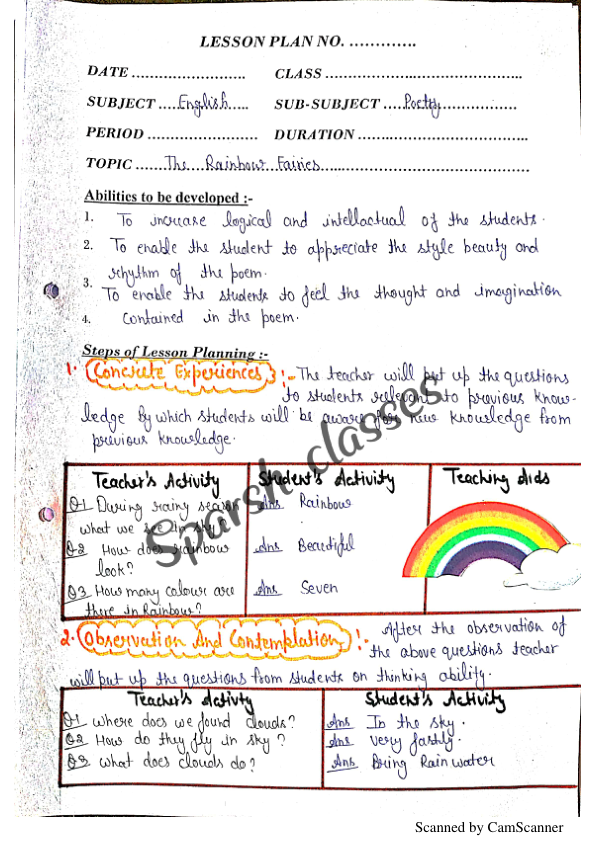 LESSON PLAN NO. .............
DATE ....................... CLASS .......................................
SUBJECT ....English..... SUB-SUBJECT ....Poetry................
PERIOD ...................... DURATION .................................
TOPIC ......The....Rainbow..Fairies..........................................
Abilities to be developed :-
1. To increase logical and intellactual of the students.
2. To enable the student to appreciate the style beauty and
rhythm of the poem.
3. To enable the students to feel the thought and imagination
4. contained in the poem.
Steps of Lesson Planning :-
1. Concrete Experiences :- The teacher will put up the questions
to students relevant to previous know-
ledge by which students will be aware for new knowledge from
previous knowledge.
Teacher's Activity Student's Activity Teaching Aids
Q1 During rainy season Ans Rainbow.
what we see in sky?
Q2 How does rainbow Ans Beautiful
look?
Q3 How many colour are Ans Seven
there in Rainbow?
2. Observation And Contemplation :- After the observation of
the above questions teacher
will put up the questions from students on thinking ability.
Teacher's Activty Student's Activity
Q1 where does we found clouds? Ans In the sky.
Q2 How do they fly in sky? Ans very fastly.
Q3 what does clouds do? Ans Bring Rain water
Sparsh classes
Scanned by CamScanner